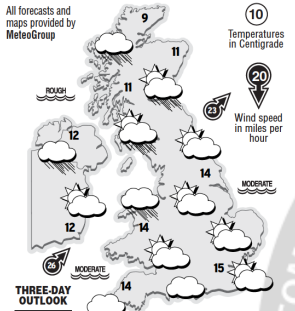 All forecasts and
maps provided by
MeteoGroup
9
10
Temperatures
in Centigrade
11
11
ROUGH
20
23
Wind speed
in miles per
hour
12
14
MODERATE
12
14
26
MODERATE
15
14
THREE-DAY
OUTLOOK